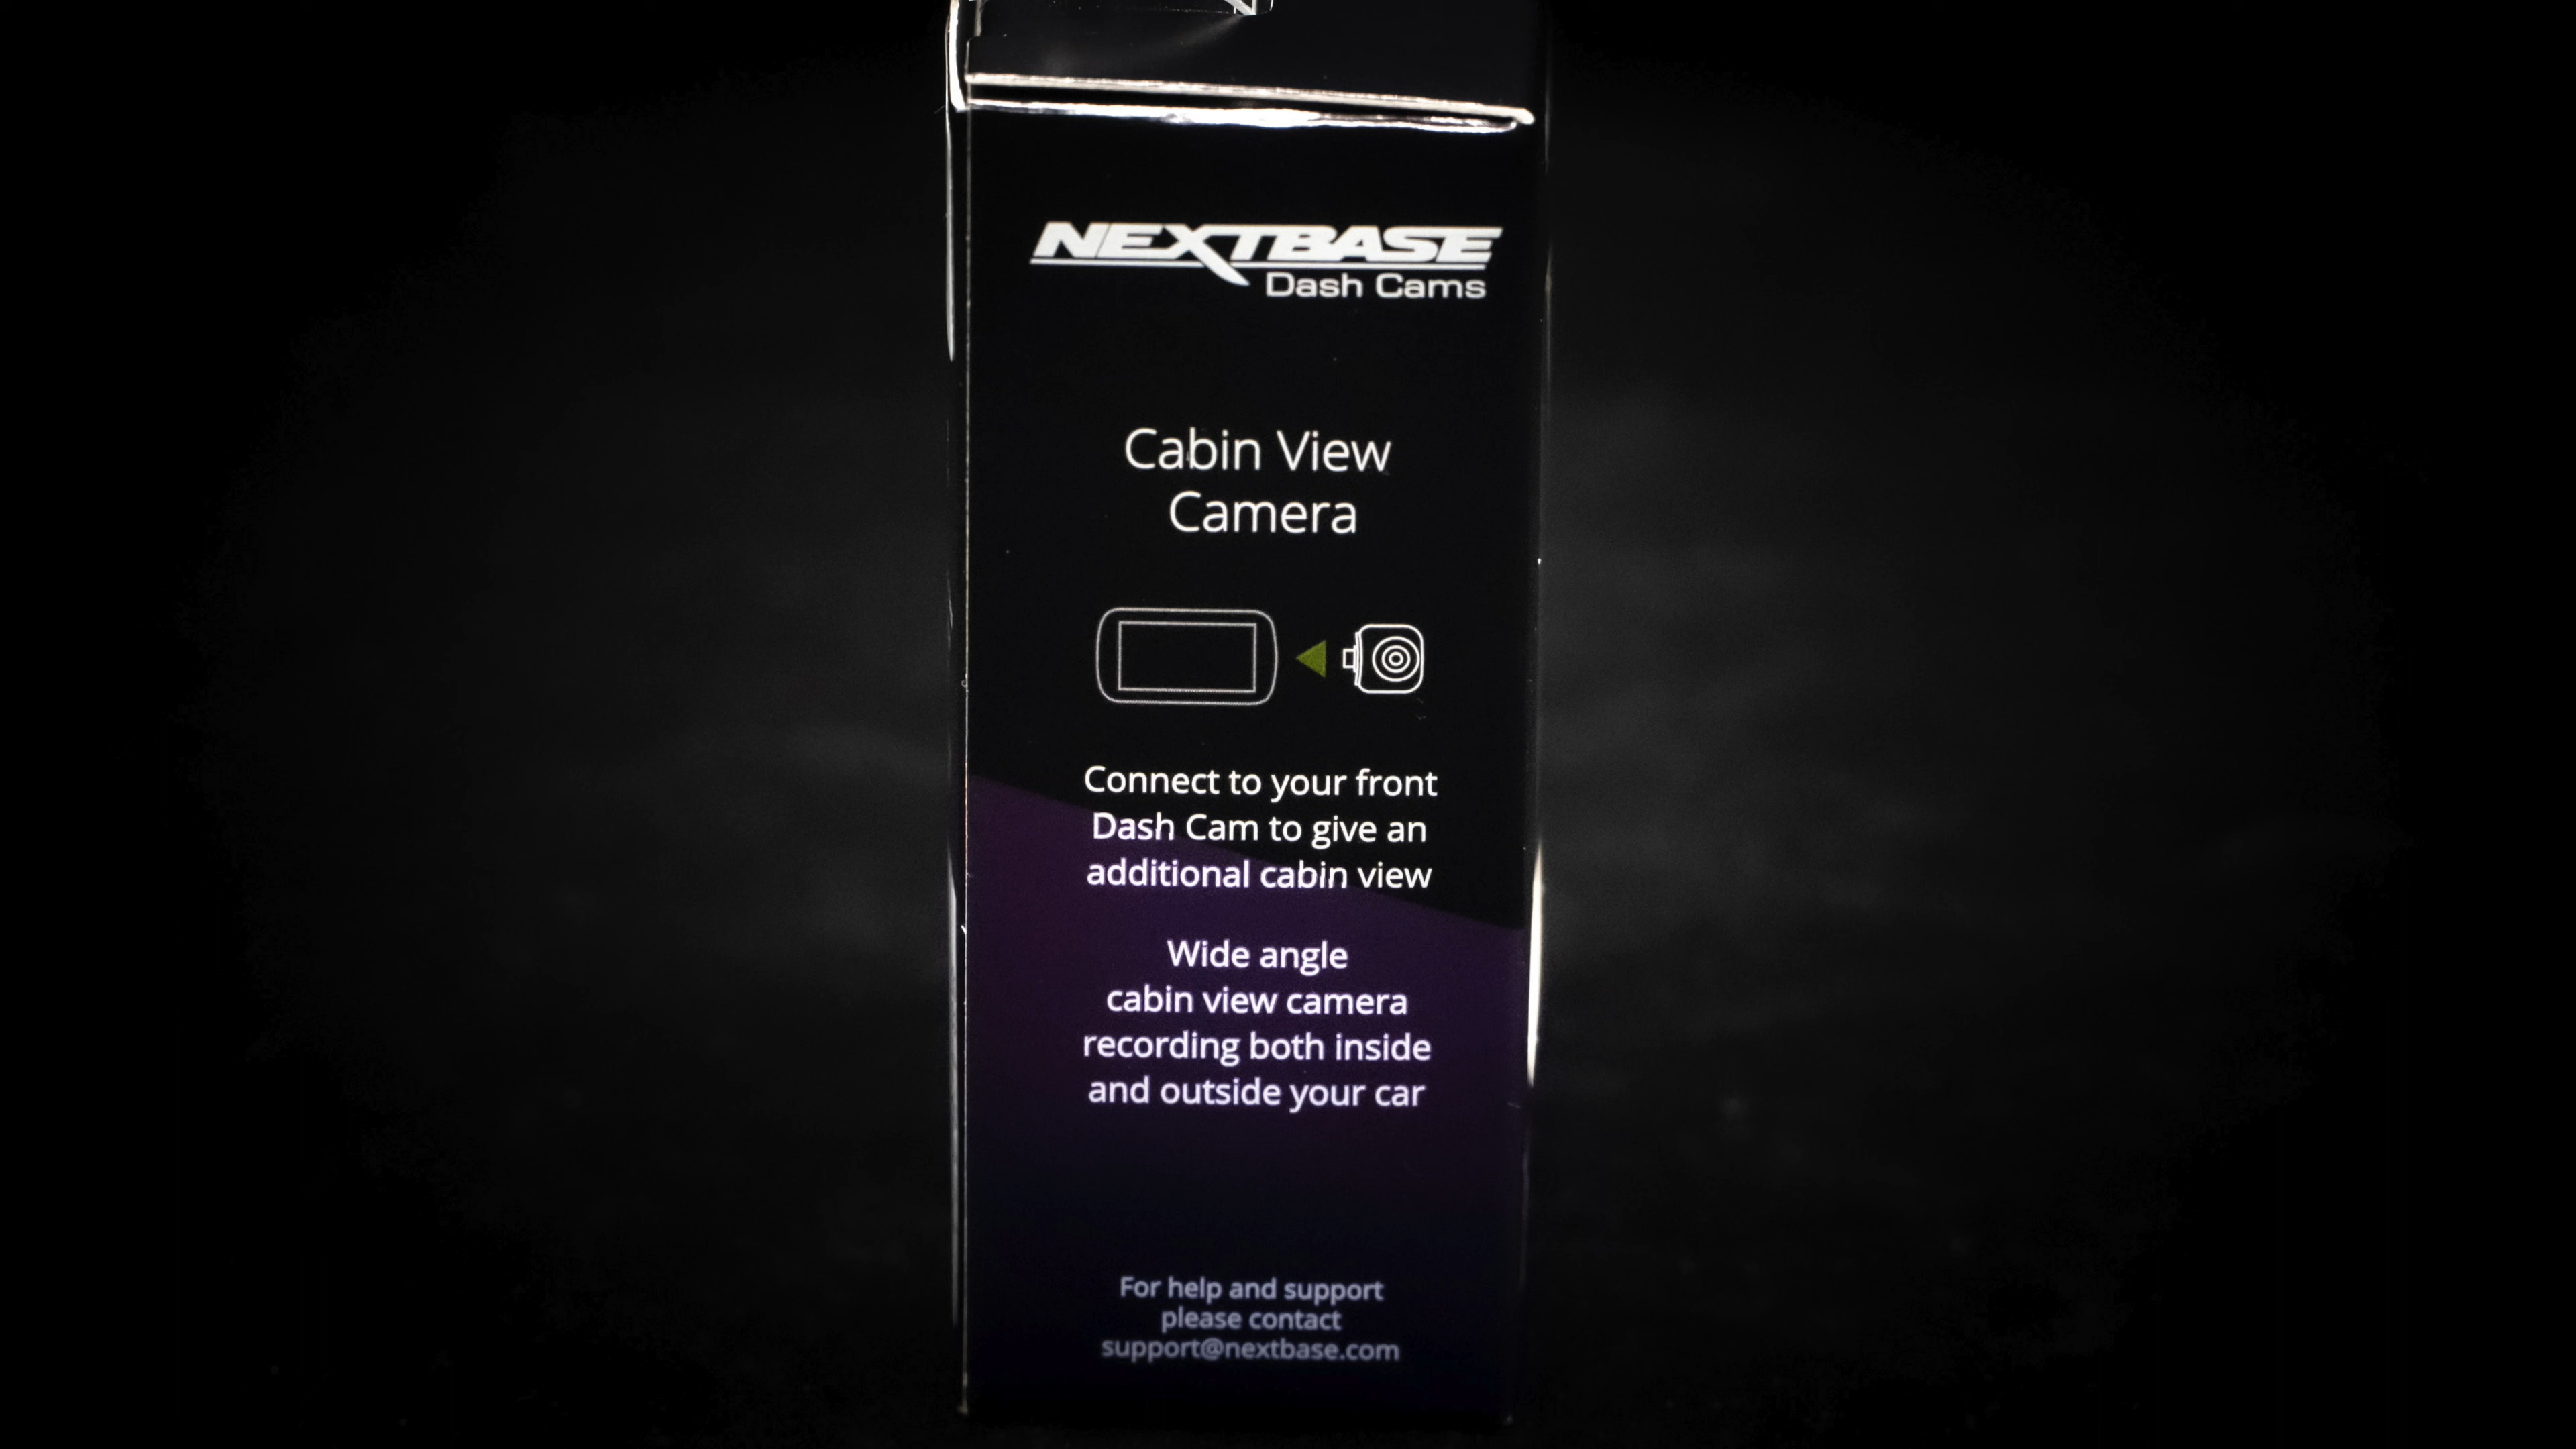 NEXTBASE
Dash Cams
Cabin View
Camera
Connect to your front
Dash Cam to give an
additional cabin view
Wide angle
cabin view camera
recording both inside
and outside your car
For help and support
please contact
support@nextbase.com